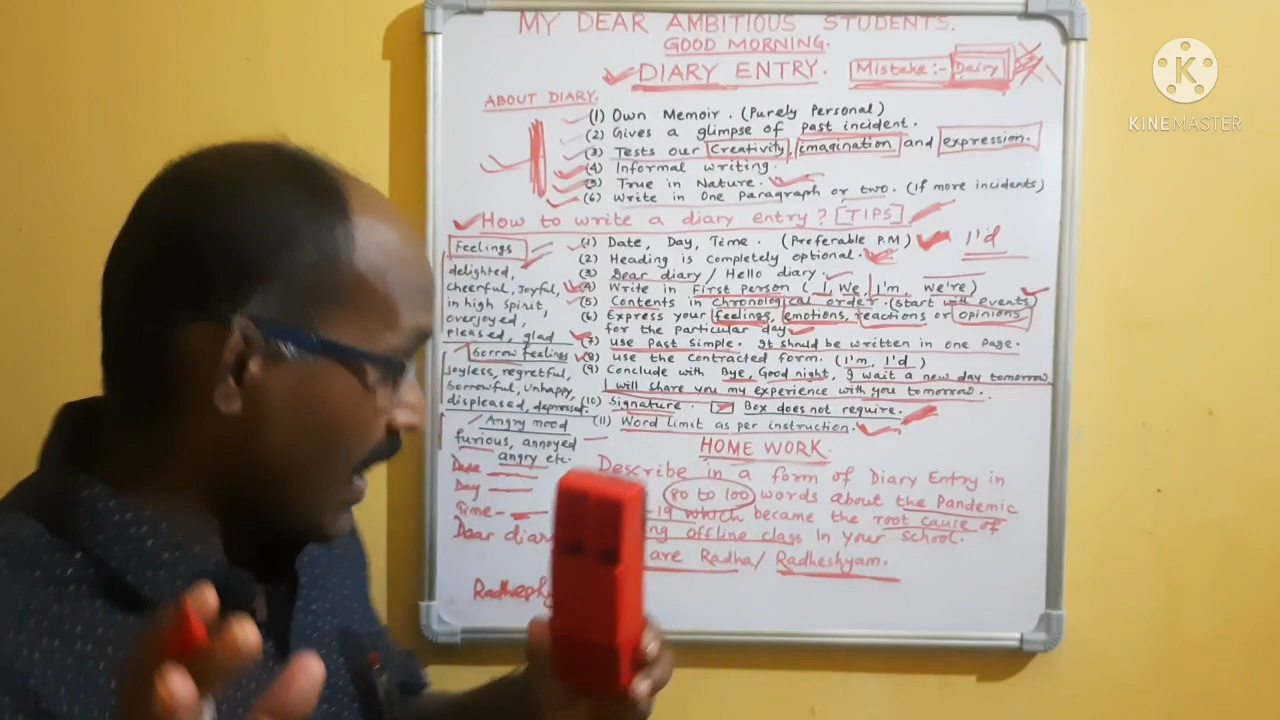 MY DEAR AMBITIOUS STUDENTS.
GOOD MORNING.
DIARY ENTRY.
Mistake:- Dairy
ABOUT DIARY.
(1) Own Memoir. (Purely Personal)
(2) Gives a glimpse of past incident.
(3) Tests our Creativity, imagination and expression.
(4) Informal writing.
(5) True in Nature.
(6) Write in One Paragraph or two. (If more incidents)
How to write a diary entry? [TIPS]
(1) Date, Day, Time. (Preferable P.M) I'd
(2) Heading is completely optional.
(3) Dear diary / Hello diary.
(4) Write in First Person (I, We, I'm, we're)
(5) Contents in chronological order. (Start with events)
(6) Express your feelings, emotions, reactions or opinions
for the particular day.
(7) use Past Simple. It should be written in one page.
(8) use the contracted form. (I'm, I'd)
(9) Conclude with Bye, Good night, I wait a new day tomorrow
I will share you my experience with you tomorrow.
(10) Signature. Box does not require.
(11) Word limit as per instruction.
Feelings
delighted,
Cheerful, Joyful,
in high Spirit,
overjoyed,
Pleased, glad
Sorrow feelings
Joyless, regretful,
Sorrowful, Unhappy,
displeased, depressed.
Angry mood
furious, annoyed
angry etc.
Date
Day
Time-
Dear diary
Radheshy
HOME WORK.
Describe in a form of Diary Entry in
80 to 100 words about the Pandemic
-19 which became the root cause of
ing offline class in your school.
are Radha/ Radheshyam.
K
KINEMASTER